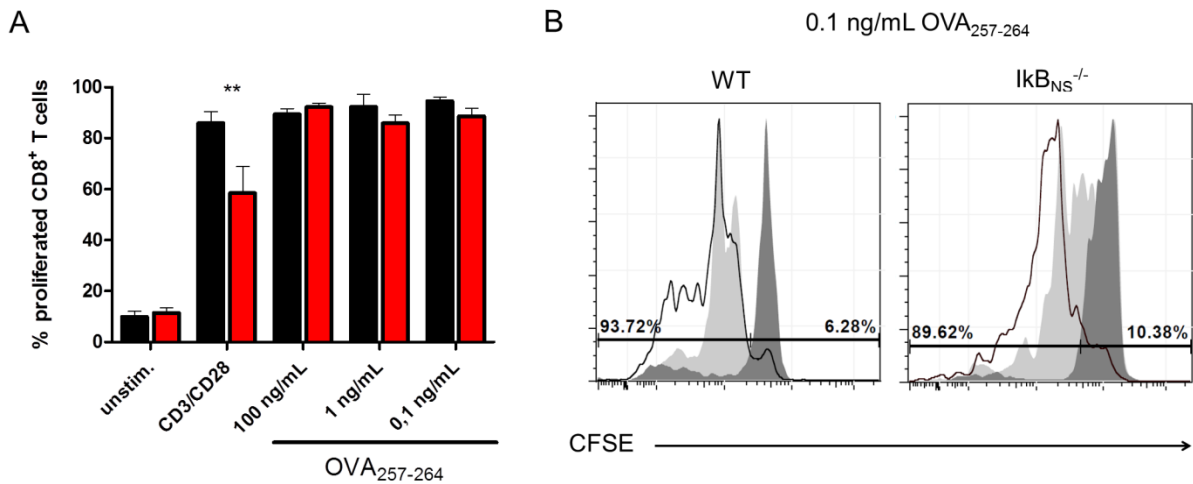 A
% proliferated CD8⁺ T cells
100
80
60
40
20
0
**
unstim.
CD3/CD28
100 ng/mL
1 ng/mL
0,1 ng/mL
OVA₂₅₇₋₂₆₄
B
0.1 ng/mL OVA₂₅₇₋₂₆₄
WT
IkB_NS⁻/⁻
93.72%
6.28%
89.62%
10.38%
CFSE